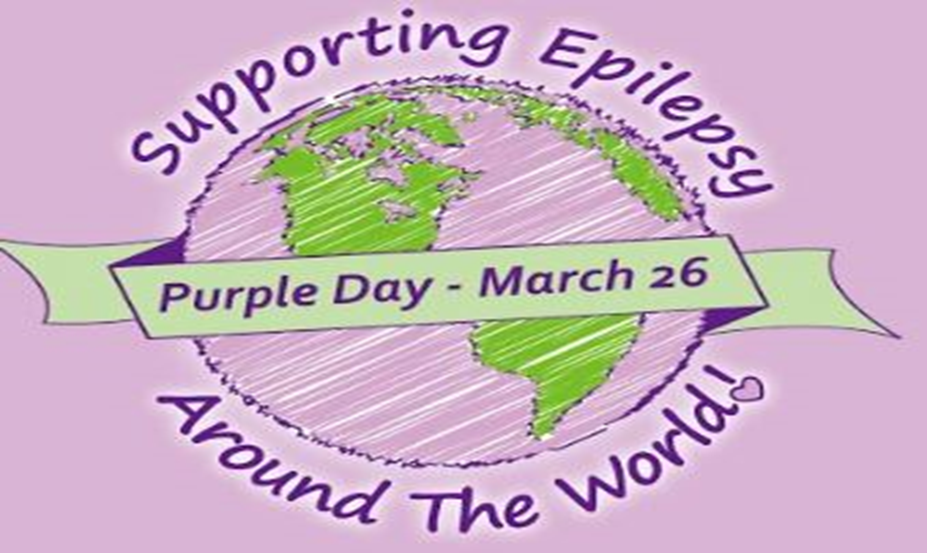 Supporting Epilepsy
Purple Day - March 26
Around The World!